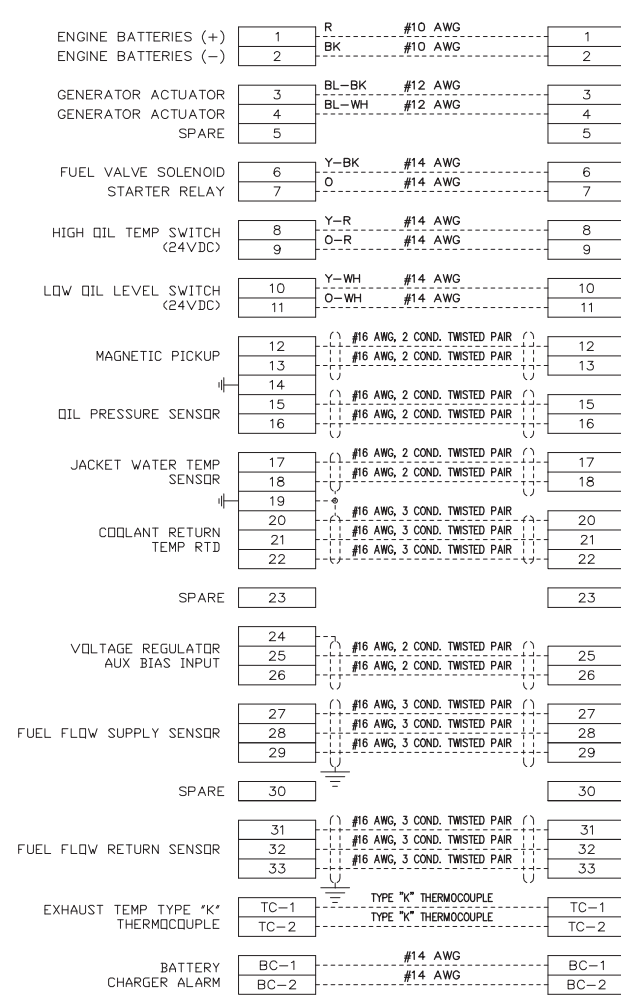 ENGINE BATTERIES (+) 1 R #10 AWG 1
ENGINE BATTERIES (−) 2 BK #10 AWG 2
GENERATOR ACTUATOR 3 BL−BK #12 AWG 3
GENERATOR ACTUATOR 4 BL−WH #12 AWG 4
SPARE 5 5
FUEL VALVE SOLENOID 6 Y−BK #14 AWG 6
STARTER RELAY 7 O #14 AWG 7
HIGH OIL TEMP SWITCH 8 Y−R #14 AWG 8
(24VDC) 9 O−R #14 AWG 9
LOW OIL LEVEL SWITCH 10 Y−WH #14 AWG 10
(24VDC) 11 O−WH #14 AWG 11
MAGNETIC PICKUP 12 #16 AWG, 2 COND. TWISTED PAIR 12
13 #16 AWG, 2 COND. TWISTED PAIR 13
14
OIL PRESSURE SENSOR 15 #16 AWG, 2 COND. TWISTED PAIR 15
16 #16 AWG, 2 COND. TWISTED PAIR 16
JACKET WATER TEMP 17 #16 AWG, 2 COND. TWISTED PAIR 17
SENSOR 18 #16 AWG, 2 COND. TWISTED PAIR 18
19
20 #16 AWG, 3 COND. TWISTED PAIR 20
COOLANT RETURN 21 #16 AWG, 3 COND. TWISTED PAIR 21
TEMP RTD 22 #16 AWG, 3 COND. TWISTED PAIR 22
SPARE 23 23
24
VOLTAGE REGULATOR 25 #16 AWG, 2 COND. TWISTED PAIR 25
AUX BIAS INPUT 26 #16 AWG, 2 COND. TWISTED PAIR 26
27 #16 AWG, 3 COND. TWISTED PAIR 27
FUEL FLOW SUPPLY SENSOR 28 #16 AWG, 3 COND. TWISTED PAIR 28
29 #16 AWG, 3 COND. TWISTED PAIR 29
SPARE 30 30
31 #16 AWG, 3 COND. TWISTED PAIR 31
FUEL FLOW RETURN SENSOR 32 #16 AWG, 3 COND. TWISTED PAIR 32
33 #16 AWG, 3 COND. TWISTED PAIR 33
EXHAUST TEMP TYPE "K" TC−1 TYPE "K" THERMOCOUPLE TC−1
THERMOCOUPLE TC−2 TYPE "K" THERMOCOUPLE TC−2
BATTERY BC−1 #14 AWG BC−1
CHARGER ALARM BC−2 #14 AWG BC−2